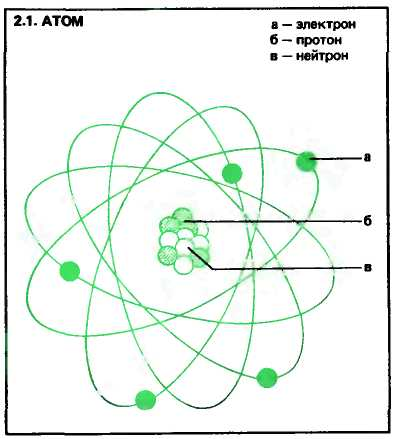 2.1. АТОМ
а – электрон
б – протон
в – нейтрон
а
б
в